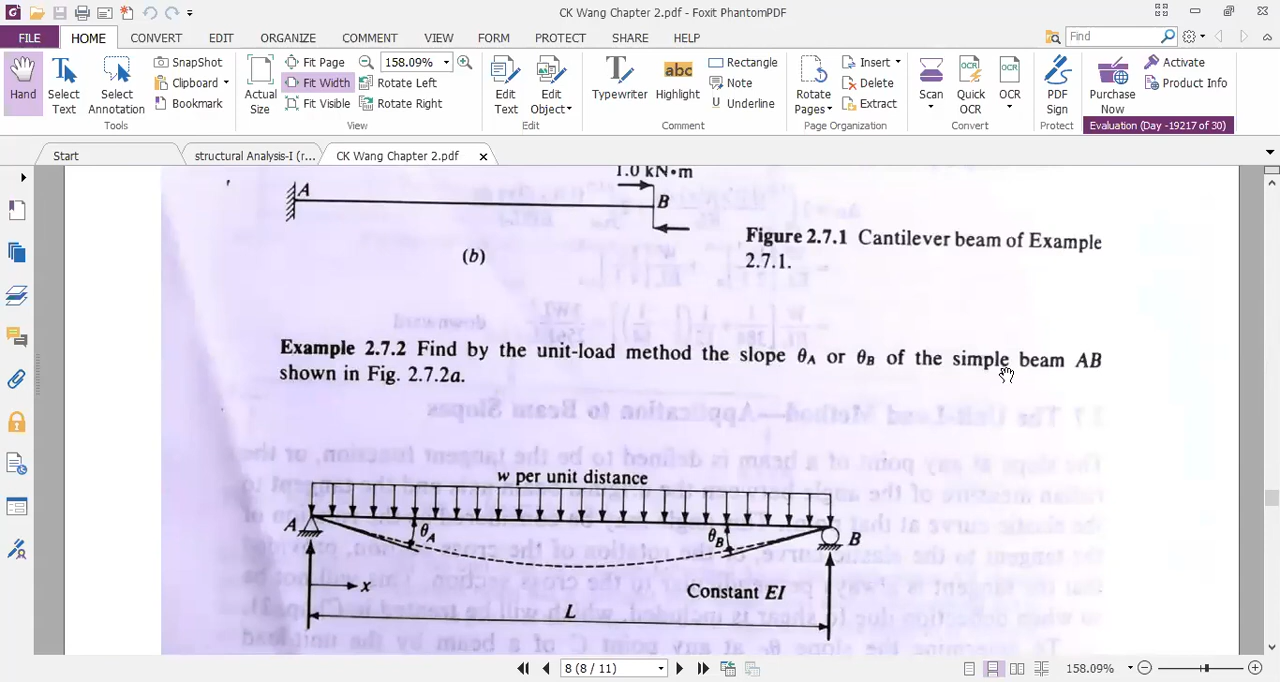 CK Wang Chapter 2.pdf - Foxit PhantomPDF
FILE HOME CONVERT EDIT ORGANIZE COMMENT VIEW FORM PROTECT SHARE HELP Find
Hand
Select Text
Select Annotation
SnapShot
Clipboard
Bookmark
Tools
Actual Size
Fit Page
Fit Width
Fit Visible
158.09%
Rotate Left
Rotate Right
View
Edit Text
Edit Object
Edit
Typewriter
Highlight
Rectangle
Note
Underline
Comment
Rotate Pages
Insert
Delete
Extract
Page Organization
Scan
Quick OCR
OCR
Convert
PDF Sign
Protect
Purchase Now
Activate
Product Info
Evaluation (Day -19217 of 30)
Start structural Analysis-I (r... CK Wang Chapter 2.pdf
1.0 kN•m
A
B
(b)
Figure 2.7.1 Cantilever beam of Example
2.7.1.
Example 2.7.2 Find by the unit-load method the slope θA or θB of the simple beam AB
shown in Fig. 2.7.2a.
w per unit distance
A θA θB B
x
Constant EI
L
8 (8 / 11) 158.09%